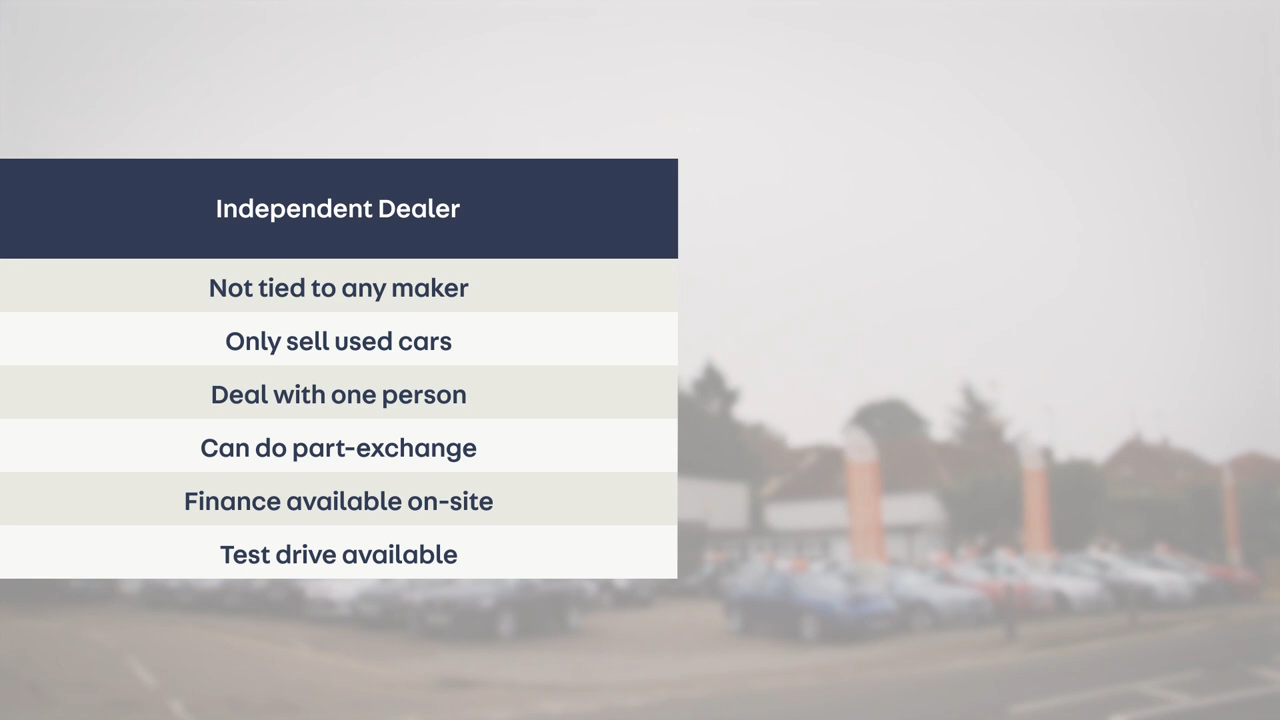 Independent Dealer
Not tied to any maker
Only sell used cars
Deal with one person
Can do part-exchange
Finance available on-site
Test drive available